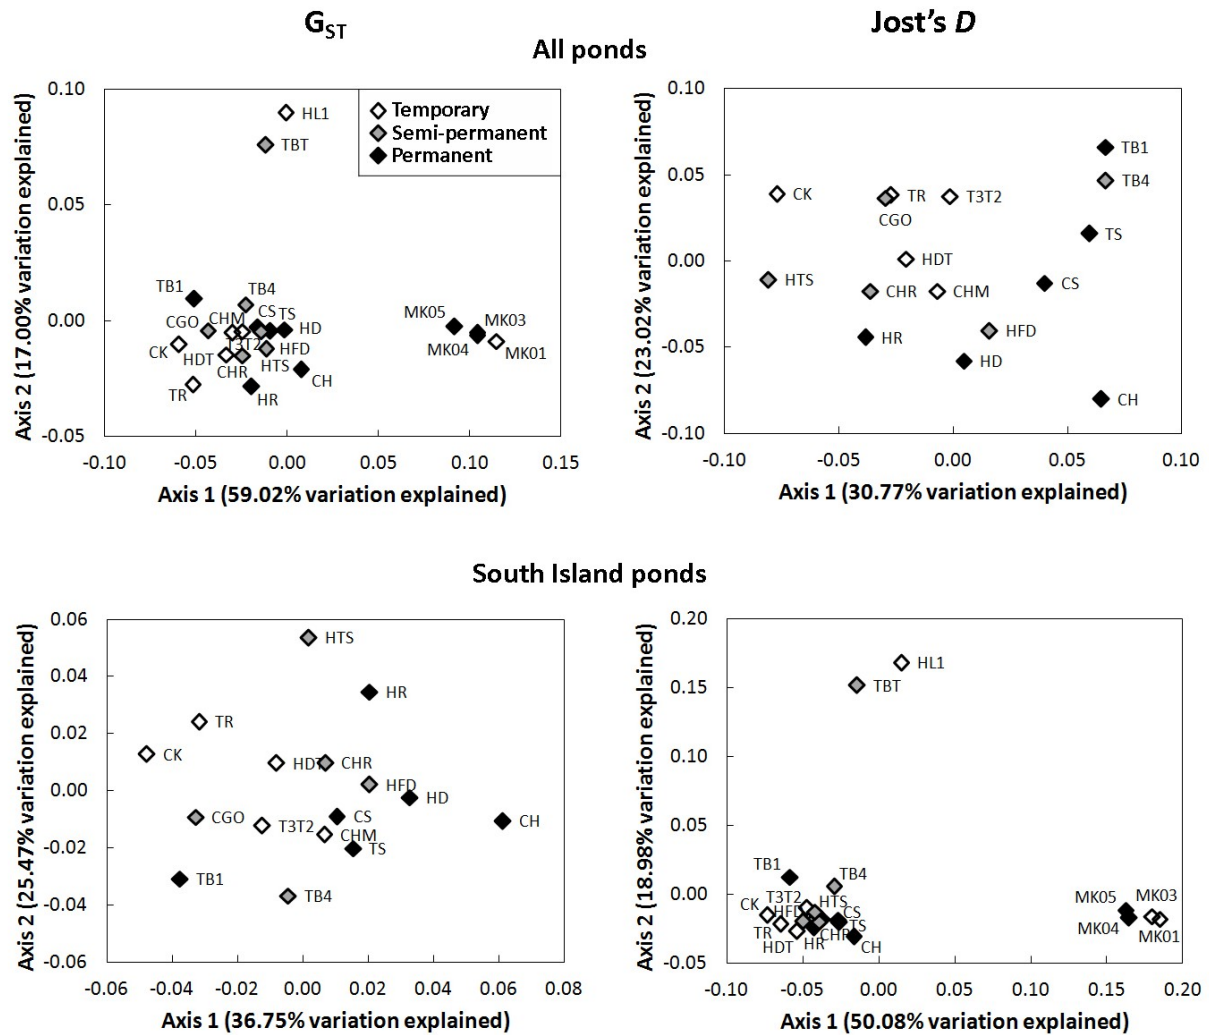 G_ST
Jost's D
All ponds
Temporary
Semi-permanent
Permanent
HL1
TBT
TB1
TB4
CGO
CHM
CS
TS
HD
CK
HDT
T3T2
HFD
HTS
TR
CHR
HR
CH
MK05
MK03
MK04
MK01
0.10
0.05
0.00
-0.05
Axis 2 (17.00% variation explained)
-0.10
-0.05
0.00
0.05
0.10
0.15
Axis 1 (59.02% variation explained)
0.10
0.05
0.00
-0.05
-0.10
Axis 2 (23.02% variation explained)
TB1
TB4
CK
TR
CGO
T3T2
TS
HDT
HTS
CHR
CHM
CS
HR
HFD
HD
CH
-0.10
-0.05
0.00
0.05
0.10
Axis 1 (30.77% variation explained)
South Island ponds
0.06
0.04
0.02
0.00
-0.02
-0.04
-0.06
Axis 2 (25.47% variation explained)
HTS
HR
TR
CK
HDT
CHR
HFD
HD
CGO
T3T2
CS
CHM
TS
CH
TB1
TB4
-0.06
-0.04
-0.02
0.00
0.02
0.04
0.06
0.08
Axis 1 (36.75% variation explained)
0.20
0.15
0.10
0.05
0.00
-0.05
Axis 2 (18.98% variation explained)
HL1
TBT
TB1
TB4
T3T2
HTS
CK
HFD
CS
TR
TS
HDT
HR
CHR
CH
MK05
MK03
MK04
MK01
-0.10
-0.05
0.00
0.05
0.10
0.15
0.20
Axis 1 (50.08% variation explained)